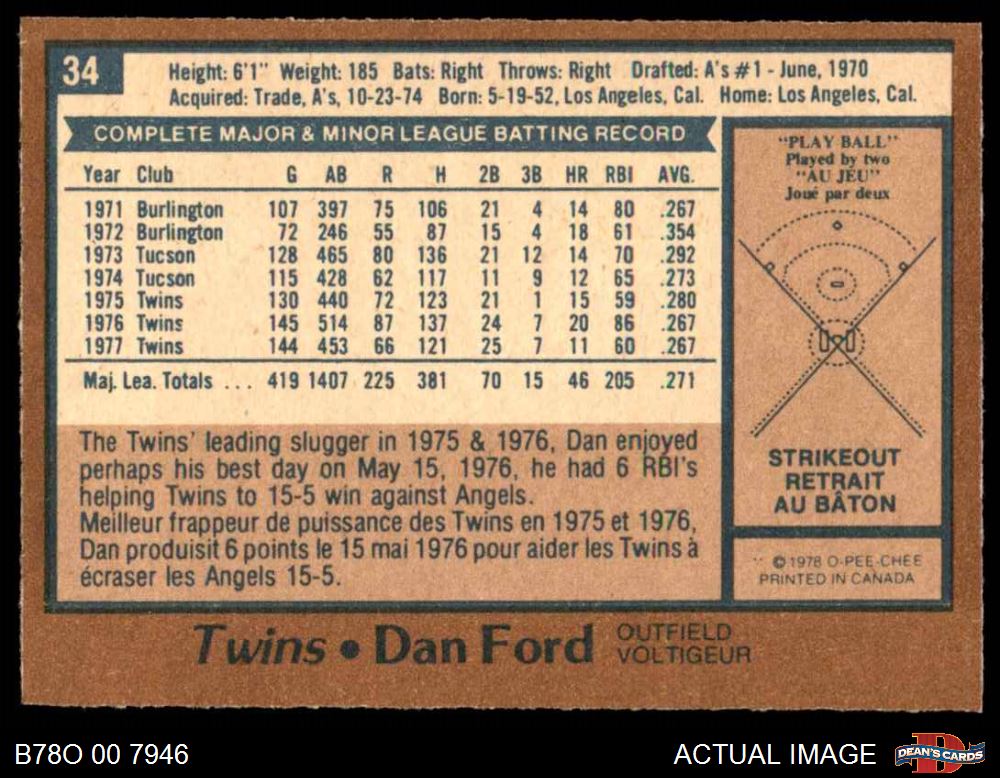 34
Height: 6'1" Weight: 185 Bats: Right Throws: Right Drafted: A's #1 - June, 1970
Acquired: Trade, A's, 10-23-74 Born: 5-19-52, Los Angeles, Cal. Home: Los Angeles, Cal.
COMPLETE MAJOR & MINOR LEAGUE BATTING RECORD
Year Club G AB R H 2B 3B HR RBI AVG.
1971 Burlington 107 397 75 106 21 4 14 80 .267
1972 Burlington 72 246 55 87 15 4 18 61 .354
1973 Tucson 128 465 80 136 21 12 14 70 .292
1974 Tucson 115 428 62 117 11 9 12 65 .273
1975 Twins 130 440 72 123 21 1 15 59 .280
1976 Twins 145 514 87 137 24 7 20 86 .267
1977 Twins 144 453 66 121 25 7 11 60 .267
Maj. Lea. Totals ... 419 1407 225 381 70 15 46 205 .271
The Twins' leading slugger in 1975 & 1976, Dan enjoyed
perhaps his best day on May 15, 1976, he had 6 RBI's
helping Twins to 15-5 win against Angels.
Meilleur frappeur de puissance des Twins en 1975 et 1976,
Dan produisit 6 points le 15 mai 1976 pour aider les Twins à
écraser les Angels 15-5.
"PLAY BALL"
Played by two
"AU JEU"
Joué par deux
STRIKEOUT
RETRAIT
AU BÂTON
© 1978 O-PEE-CHEE
PRINTED IN CANADA
Twins • Dan Ford
OUTFIELD
VOLTIGEUR
B78O 00 7946
ACTUAL IMAGE
DEAN'S CARDS